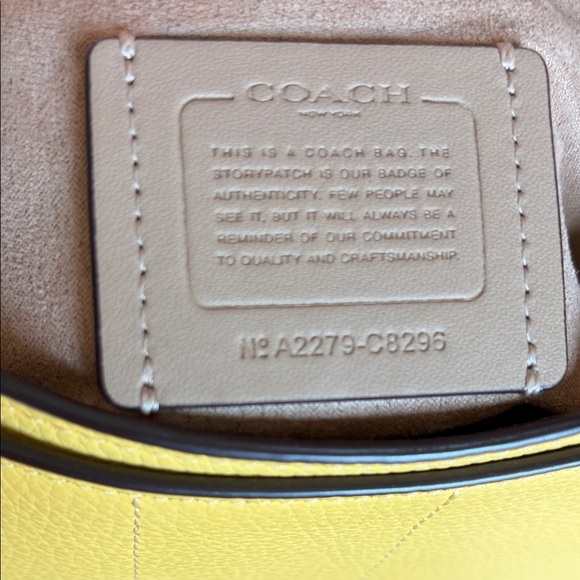 COACH
NEW YORK
THIS IS A COACH BAG. THE
STORYPATCH IS OUR BADGE OF
AUTHENTICITY. FEW PEOPLE MAY
SEE IT, BUT IT WILL ALWAYS BE A
REMINDER OF OUR COMMITMENT
TO QUALITY AND CRAFTSMANSHIP.
Nº A2279-C8296